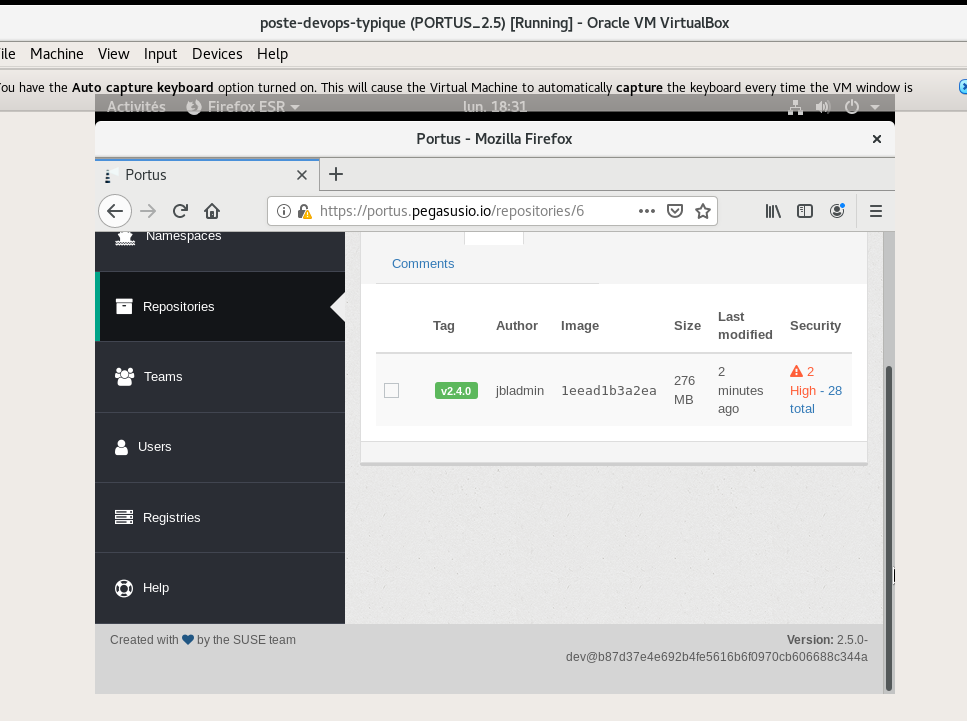 poste-devops-typique (PORTUS_2.5) [Running] - Oracle VM VirtualBox
ile Machine View Input Devices Help
ou have the Auto capture keyboard option turned on. This will cause the Virtual Machine to automatically capture the keyboard every time the VM window is
Activités Firefox ESR lun. 18:31
Portus - Mozilla Firefox
Portus
https://portus.pegasusio.io/repositories/6
Namespaces
Comments
Repositories
Tag Author Image Size Last modified Security
v2.4.0 jbladmin 1eead1b3a2ea 276 MB 2 minutes ago 2 High - 28 total
Teams
Users
Registries
Help
Created with by the SUSE team
Version: 2.5.0-
dev@b87d37e4e692b4fe5616b6f0970cb606688c344a